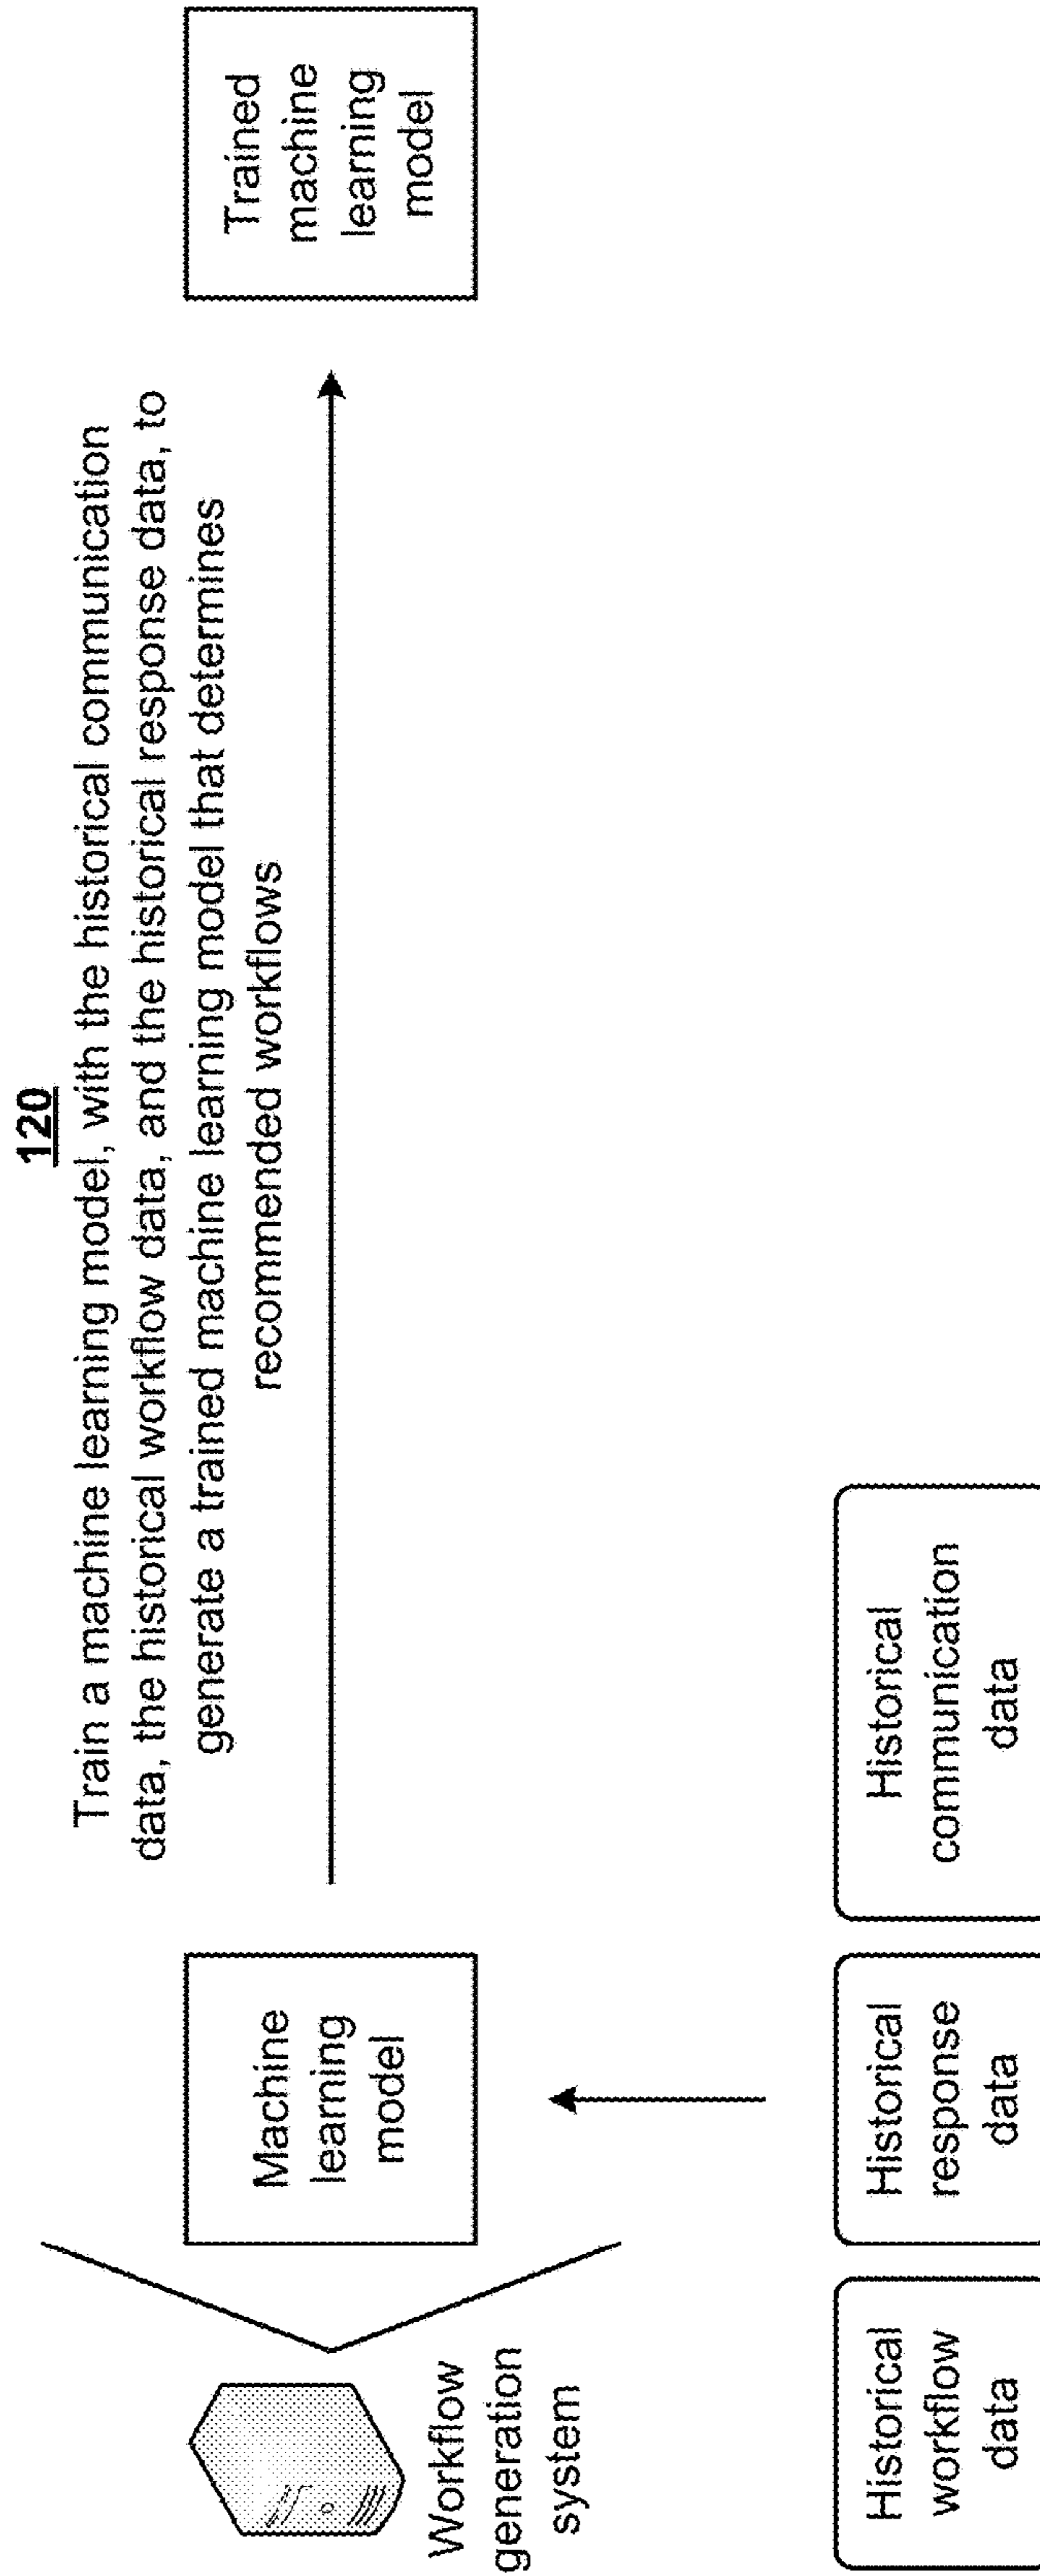 120
Train a machine learning model, with the historical communication
data, the historical workflow data, and the historical response data, to
generate a trained machine learning model that determines
recommended workflows
Workflow
generation
system
Machine
learning
model
Trained
machine
learning
model
Historical
workflow
data
Historical
response
data
Historical
communication
data